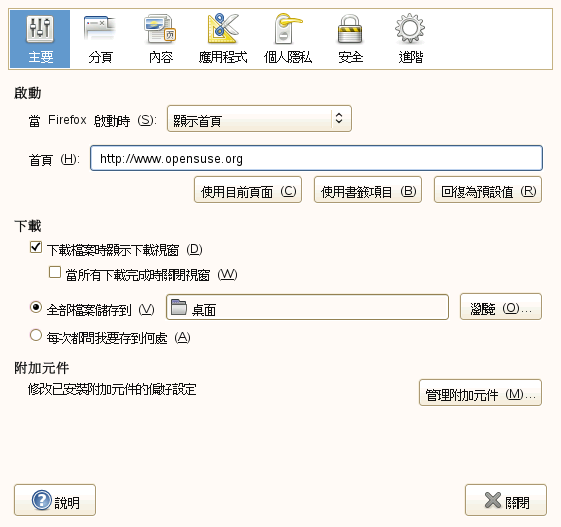 主要 分頁 內容 應用程式 個人隱私 安全 進階
啟動
當 Firefox 啟動時 (S): 顯示首頁
首頁 (H): http://www.opensuse.org
使用目前頁面 (C) 使用書籤項目 (B) 回復為預設值 (R)
下載
下載檔案時顯示下載視窗 (D)
當所有下載完成時關閉視窗 (W)
全部檔案儲存到 (V) 桌面 瀏覽 (O)...
每次都問我要存到何處 (A)
附加元件
修改已安裝附加元件的偏好設定
管理附加元件 (M)...
說明 關閉